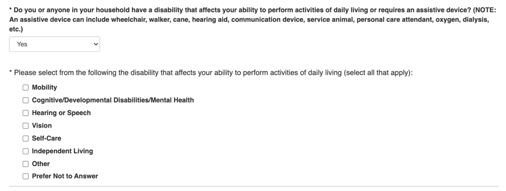 * Do you or anyone in your household have a disability that affects your ability to perform activities of daily living or requires an assistive device? (NOTE:
An assistive device can include wheelchair, walker, cane, hearing aid, communication device, service animal, personal care attendant, oxygen, dialysis,
etc.)
Yes
* Please select from the following the disability that affects your ability to perform activities of daily living (select all that apply):
Mobility
Cognitive/Developmental Disabilities/Mental Health
Hearing or Speech
Vision
Self-Care
Independent Living
Other
Prefer Not to Answer